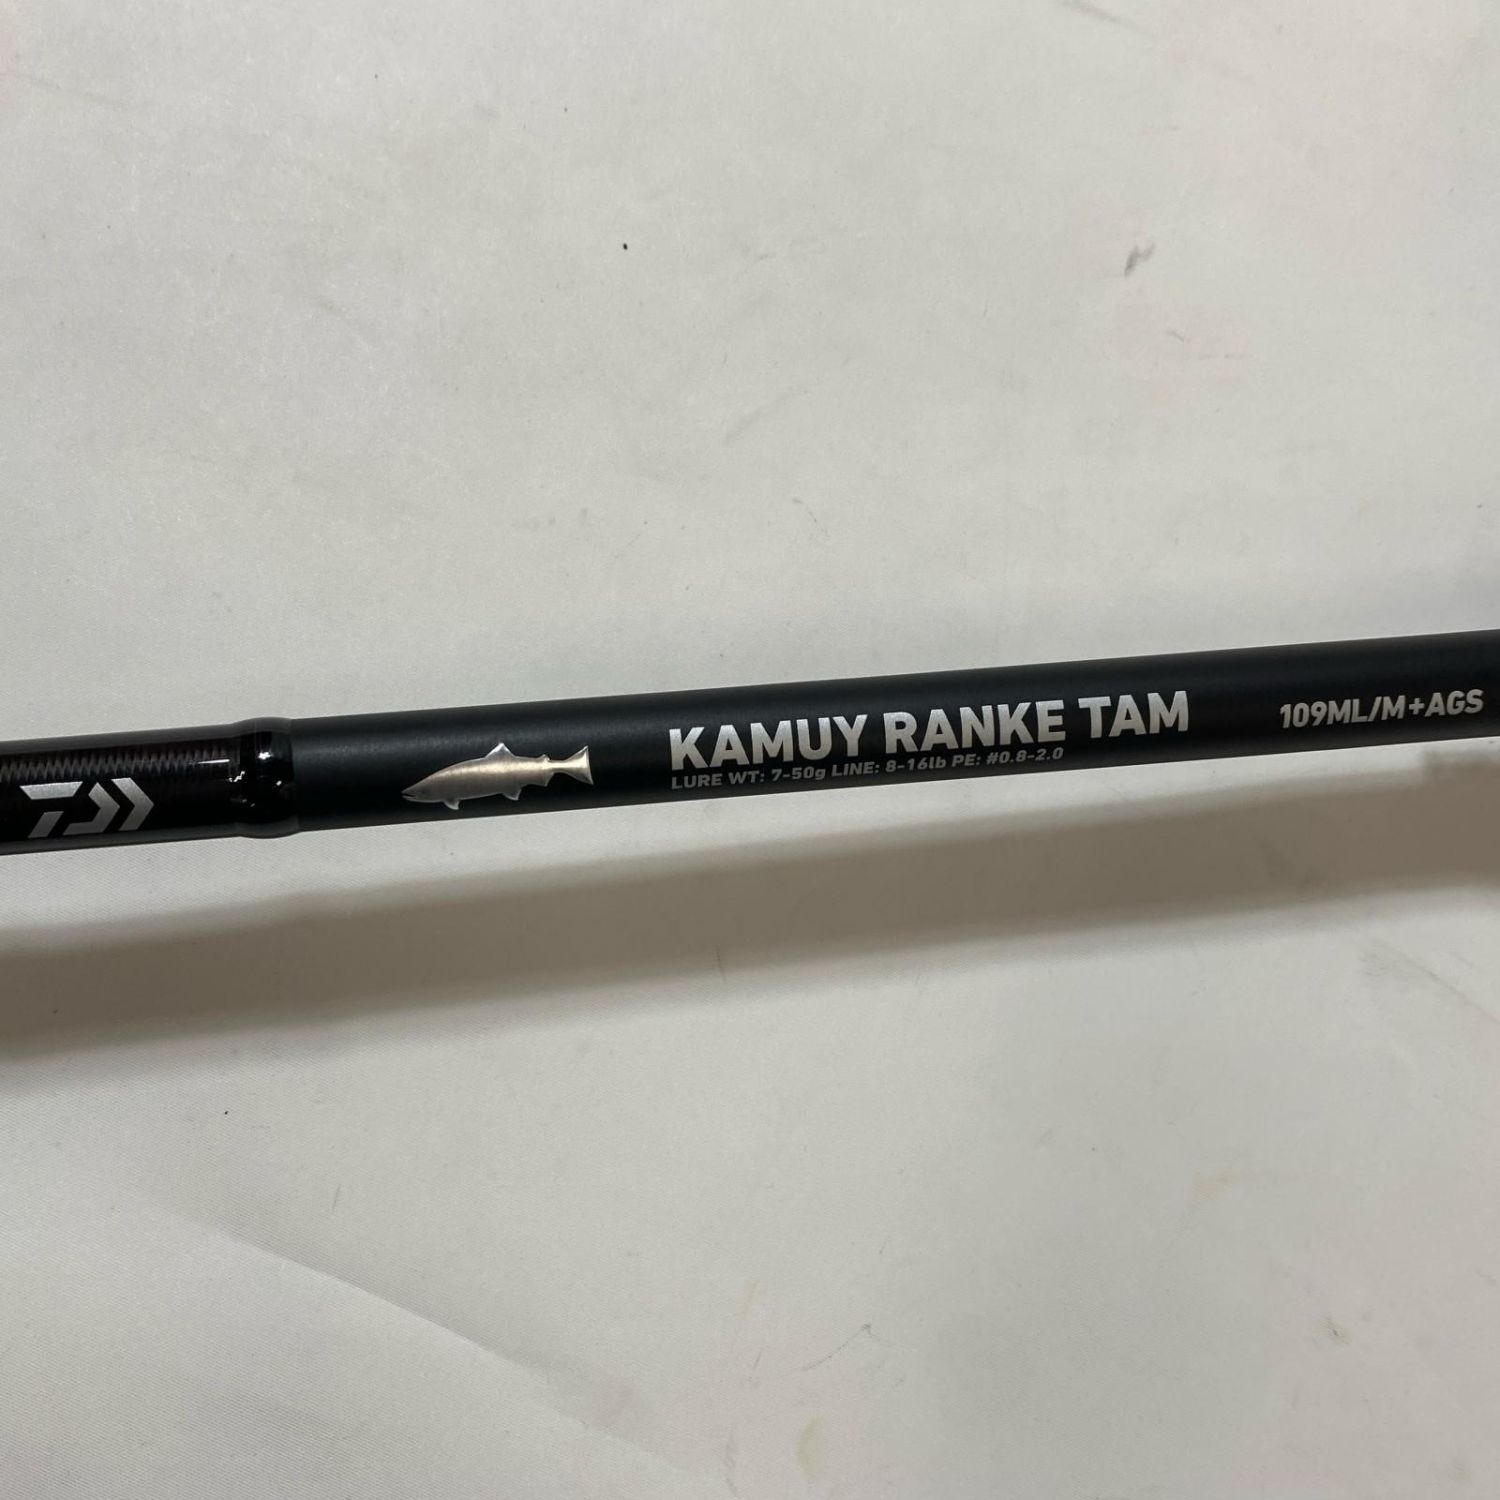 KAMUY RANKE TAM
109ML/M+AGS
LURE WT: 7-50g LINE: 8-16lb PE: #0.8-2.0